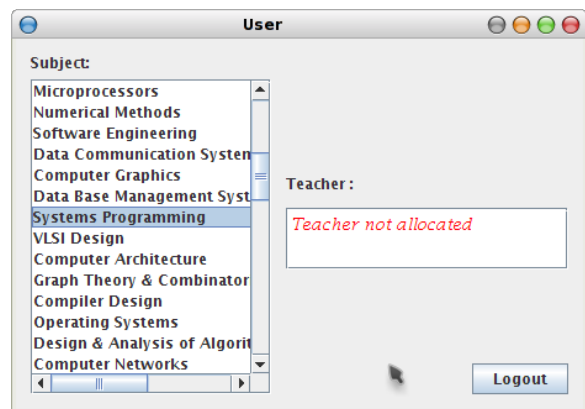 User
Subject:
Microprocessors
Numerical Methods
Software Engineering
Data Communication System
Computer Graphics
Data Base Management Syst
Systems Programming
VLSI Design
Computer Architecture
Graph Theory & Combinator
Compiler Design
Operating Systems
Design & Analysis of Algorit
Computer Networks
Teacher :
Teacher not allocated
Logout